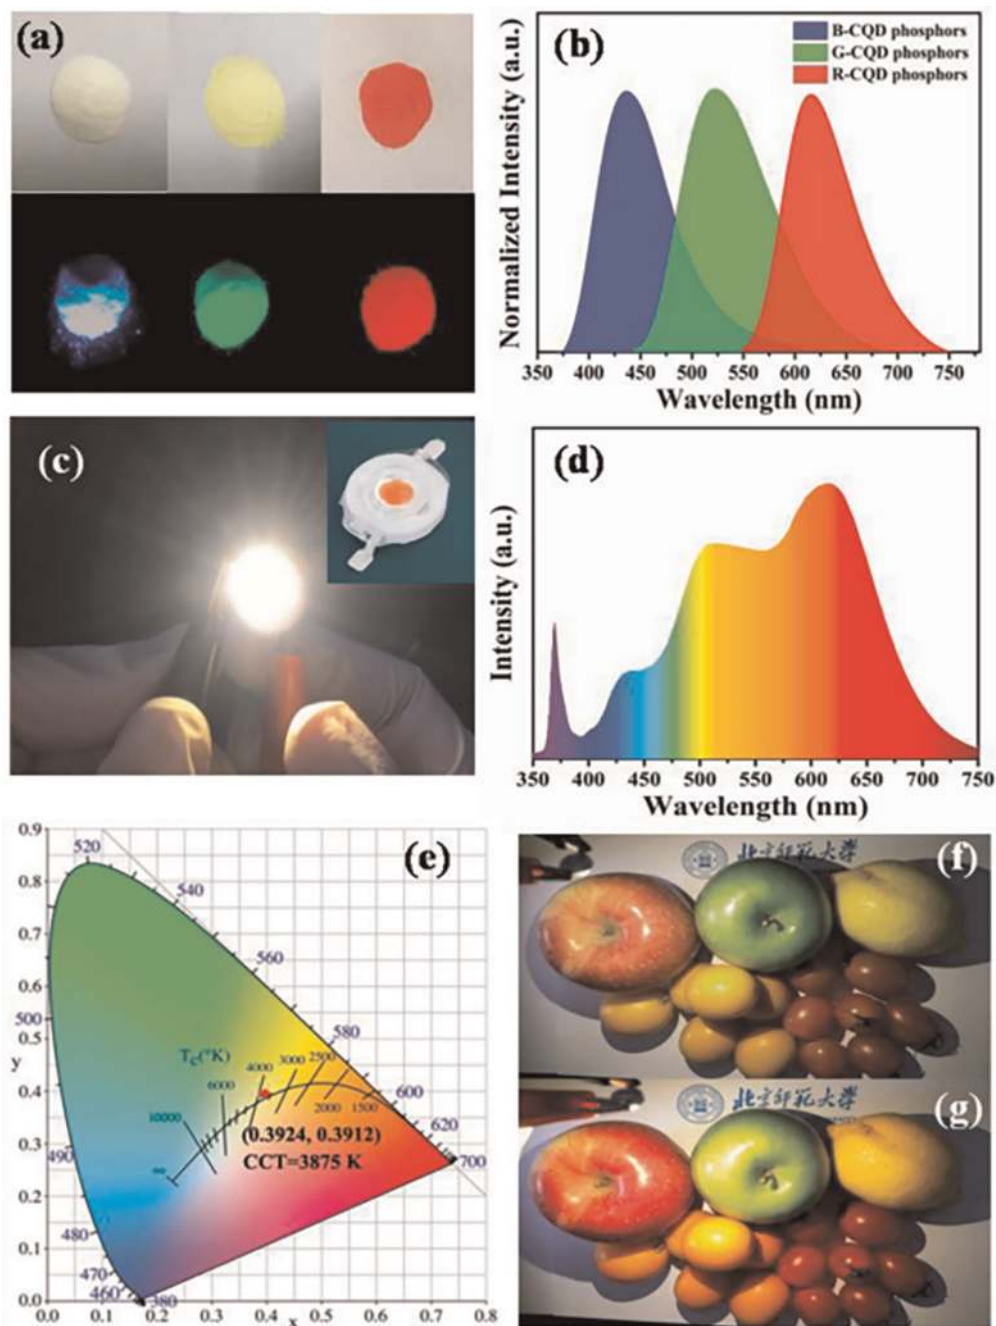 (a)
(b)
B-CQD phosphors
G-CQD phosphors
R-CQD phosphors
Normalized Intensity (a.u.)
350 400 450 500 550 600 650 700 750
Wavelength (nm)
(c)
(d)
Intensity (a.u.)
350 400 450 500 550 600 650 700 750
Wavelength (nm)
(e)
0.9
0.8
0.7
0.6
0.5
0.4
0.3
0.2
0.1
0.0
y
520
540
560
580
600
620
700
500
490
480
470
460
380
T_C(°K)
∞
10000
6000
4000
3000
2500
2000
1500
(0.3924, 0.3912)
CCT=3875 K
0.0 0.1 0.2 0.3 0.4 0.5 0.6 0.7 0.8
x
(f)
北京师范大学
(g)
北京师范大学